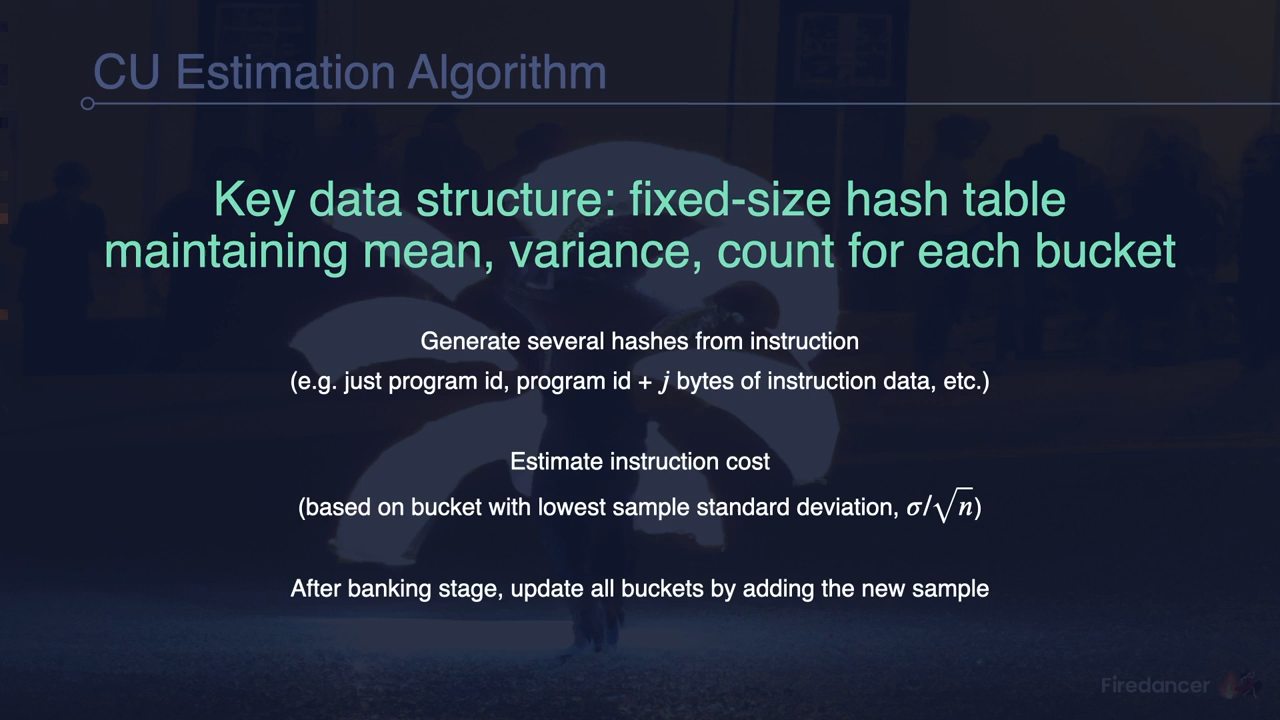 CU Estimation Algorithm
Key data structure: fixed-size hash table
maintaining mean, variance, count for each bucket
Generate several hashes from instruction
(e.g. just program id, program id + j bytes of instruction data, etc.)
Estimate instruction cost
(based on bucket with lowest sample standard deviation, σ/√n)
After banking stage, update all buckets by adding the new sample
Firedancer